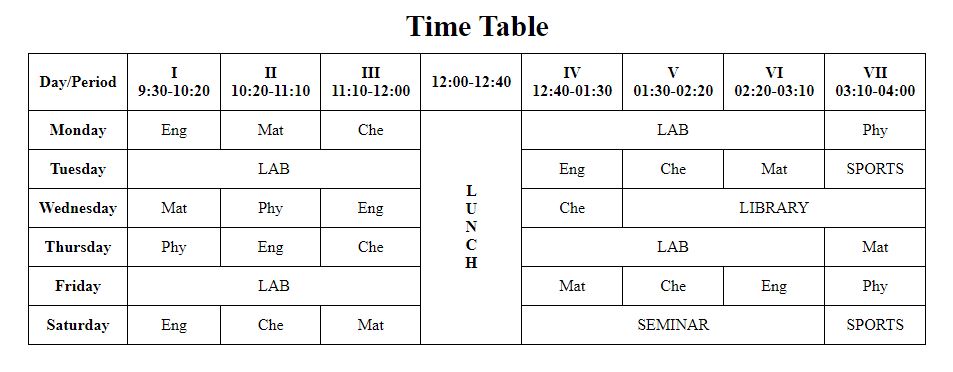 Time Table
Day/Period I 9:30-10:20 II 10:20-11:10 III 11:10-12:00 12:00-12:40 IV 12:40-01:30 V 01:30-02:20 VI 02:20-03:10 VII 03:10-04:00
Monday Eng Mat Che LUNCH LAB Phy
Tuesday LAB Eng Che Mat SPORTS
Wednesday Mat Phy Eng Che LIBRARY
Thursday Phy Eng Che LAB Mat
Friday LAB Mat Che Eng Phy
Saturday Eng Che Mat SEMINAR SPORTS